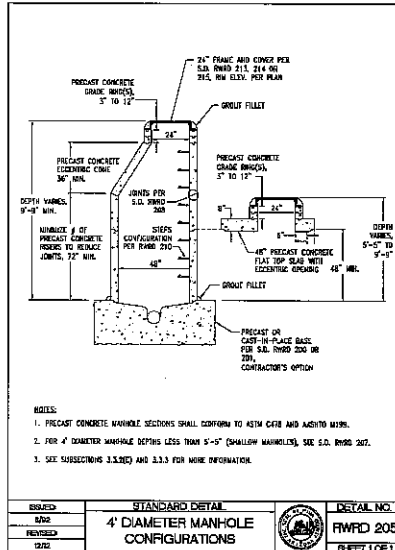 24" FRAME AND COVER PER
S.D. RWRD 213, 214 OR
215, RIM ELEV. PER PLAN
PRECAST CONCRETE
GRADE RING(S),
3" TO 12"
GROUT FILLET
24"
PRECAST CONCRETE
ECCENTRIC CONE
36" MIN.
PRECAST CONCRETE
GRADE RING(S),
3" TO 12"
DEPTH VARIES,
9'-9" MIN.
JOINTS PER
S.D. RWRD
208
24"
8"
6"
MINIMIZE # OF
PRECAST CONCRETE
RISERS TO REDUCE
JOINTS, 72" MIN.
STEPS
CONFIGURATION
PER RWRD 210
DEPTH
VARIES,
5'-5" TO
9'-9"
48"
48" PRECAST CONCRETE
FLAT TOP SLAB WITH
ECCENTRIC OPENING
48" MIN.
GROUT FILLET
PRECAST OR
CAST-IN-PLACE BASE
PER S.D. RWRD 200 OR
201,
CONTRACTOR'S OPTION
NOTES:
1. PRECAST CONCRETE MANHOLE SECTIONS SHALL CONFORM TO ASTM C478 AND AASHTO M199.
2. FOR 4' DIAMETER MANHOLE DEPTHS LESS THAN 5'-5" (SHALLOW MANHOLES), SEE S.D. RWRD 207.
3. SEE SUBSECTIONS 3.3.2(E) AND 3.3.3 FOR MORE INFORMATION.
ISSUED:
8/02
REVISED:
12/12
STANDARD DETAIL
4' DIAMETER MANHOLE
CONFIGURATIONS
DETAIL NO.
RWRD 205
SHEET 1 OF 1